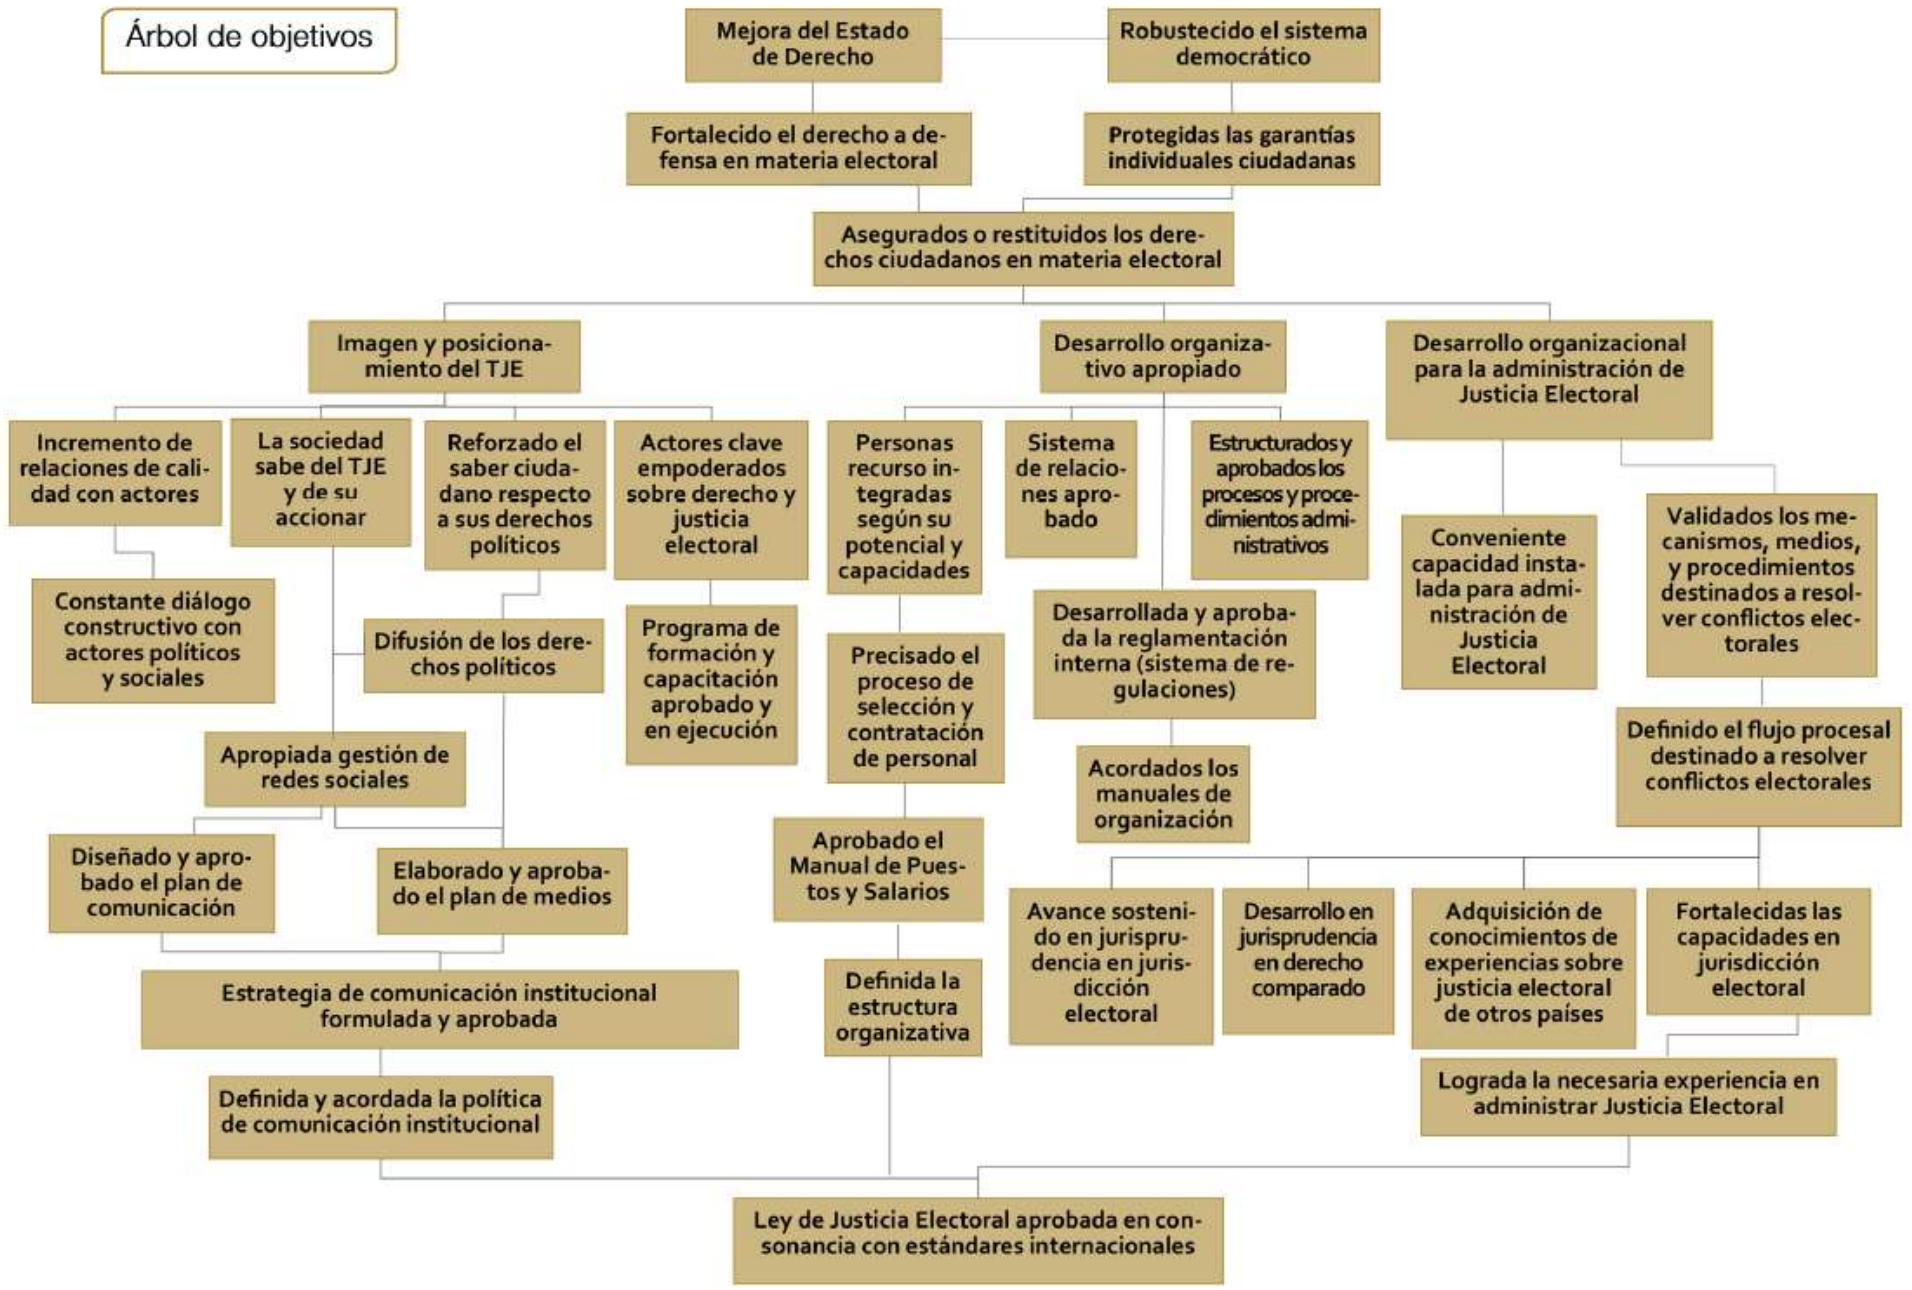 Árbol de objetivos
Mejora del Estado
de Derecho
Robustecido el sistema
democrático
Fortalecido el derecho a de-
fensa en materia electoral
Protegidas las garantías
individuales ciudadanas
Asegurados o restituidos los dere-
chos ciudadanos en materia electoral
Imagen y posiciona-
miento del TJE
Desarrollo organiza-
tivo apropiado
Desarrollo organizacional
para la administración de
Justicia Electoral
Incremento de
relaciones de cali-
dad con actores
La sociedad
sabe del TJE
y de su
accionar
Reforzado el
saber ciuda-
dano respecto
a sus derechos
políticos
Actores clave
empoderados
sobre derecho y
justicia
electoral
Personas
recurso in-
tegradas
según su
potencial y
capacidades
Sistema
de relacio-
nes apro-
bado
Estructurados y
aprobados los
procesos y proce-
dimientos admi-
nistrativos
Conveniente
capacidad insta-
lada para admi-
nistración de
Justicia
Electoral
Validados los me-
canismos, medios,
y procedimientos
destinados a resol-
ver conflictos elec-
torales
Constante diálogo
constructivo con
actores políticos
y sociales
Difusión de los dere-
chos políticos
Programa de
formación y
capacitación
aprobado y
en ejecución
Precisado el
proceso de
selección y
contratación
de personal
Desarrollada y aproba-
da la reglamentación
interna (sistema de re-
gulaciones)
Definido el flujo procesal
destinado a resolver
conflictos electorales
Apropiada gestión de
redes sociales
Acordados los
manuales de
organización
Diseñado y apro-
bado el plan de
comunicación
Elaborado y aproba-
do el plan de medios
Aprobado el
Manual de Pues-
tos y Salarios
Avance sosteni-
do en jurispru-
dencia en juris-
dicción
electoral
Desarrollo en
jurisprudencia
en derecho
comparado
Adquisición de
conocimientos de
experiencias sobre
justicia electoral
de otros países
Fortalecidas las
capacidades en
jurisdicción
electoral
Estrategia de comunicación institucional
formulada y aprobada
Definida la
estructura
organizativa
Definida y acordada la política
de comunicación institucional
Lograda la necesaria experiencia en
administrar Justicia Electoral
Ley de Justicia Electoral aprobada en con-
sonancia con estándares internacionales